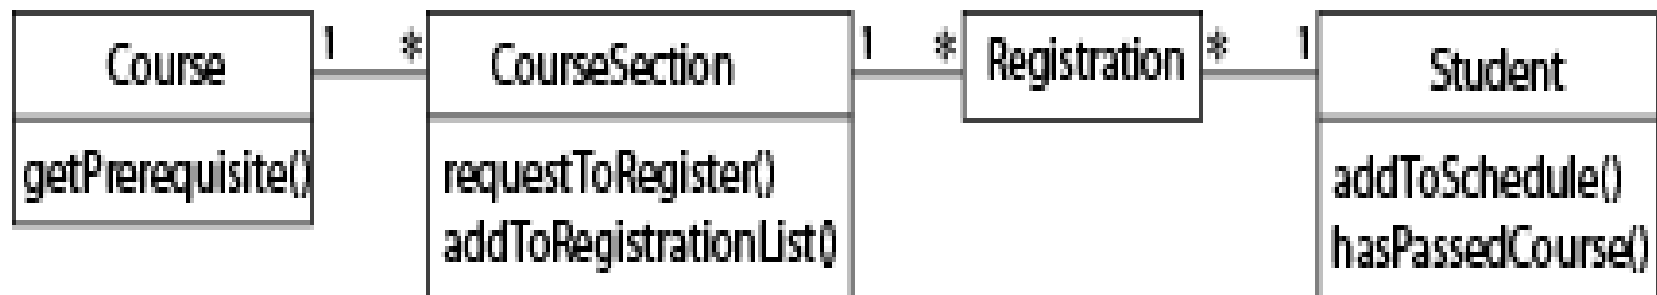 Course
1
*
CourseSection
1
*
Registration
*
1
Student
getPrerequisite()
requestToRegister()
addToRegistrationList()
addToSchedule()
hasPassedCourse()